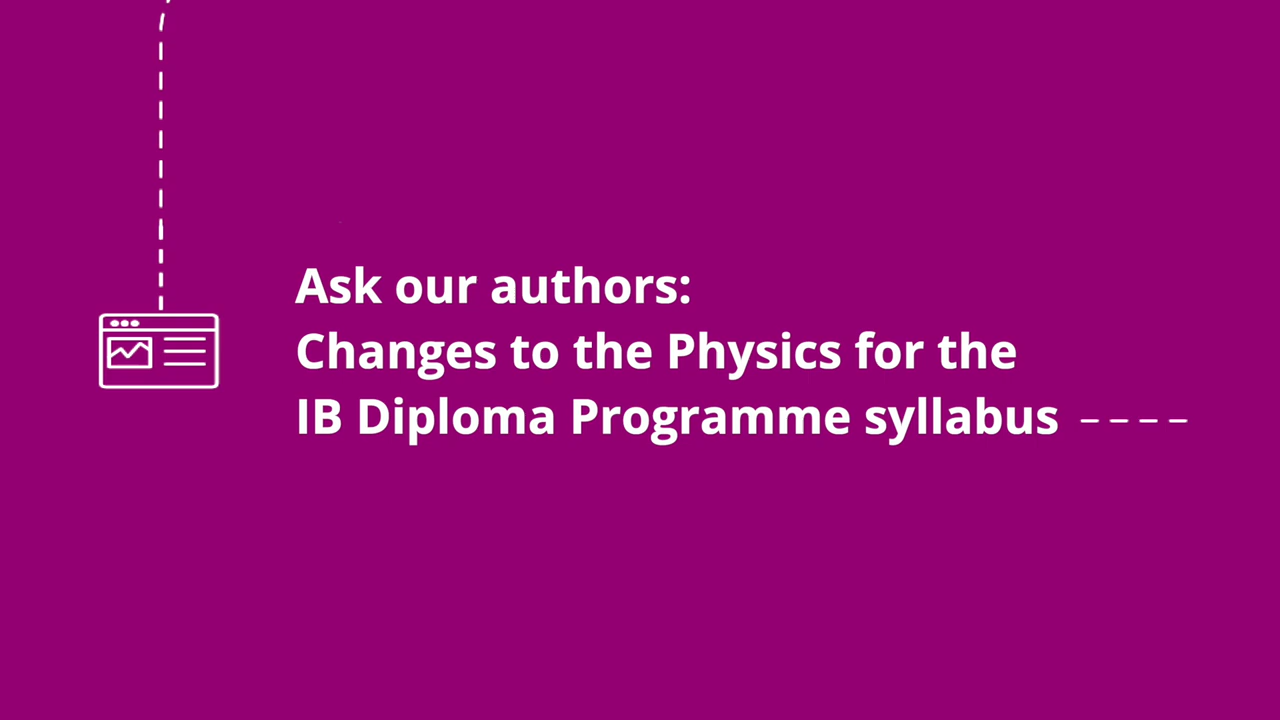 Ask our authors:
Changes to the Physics for the
IB Diploma Programme syllabus